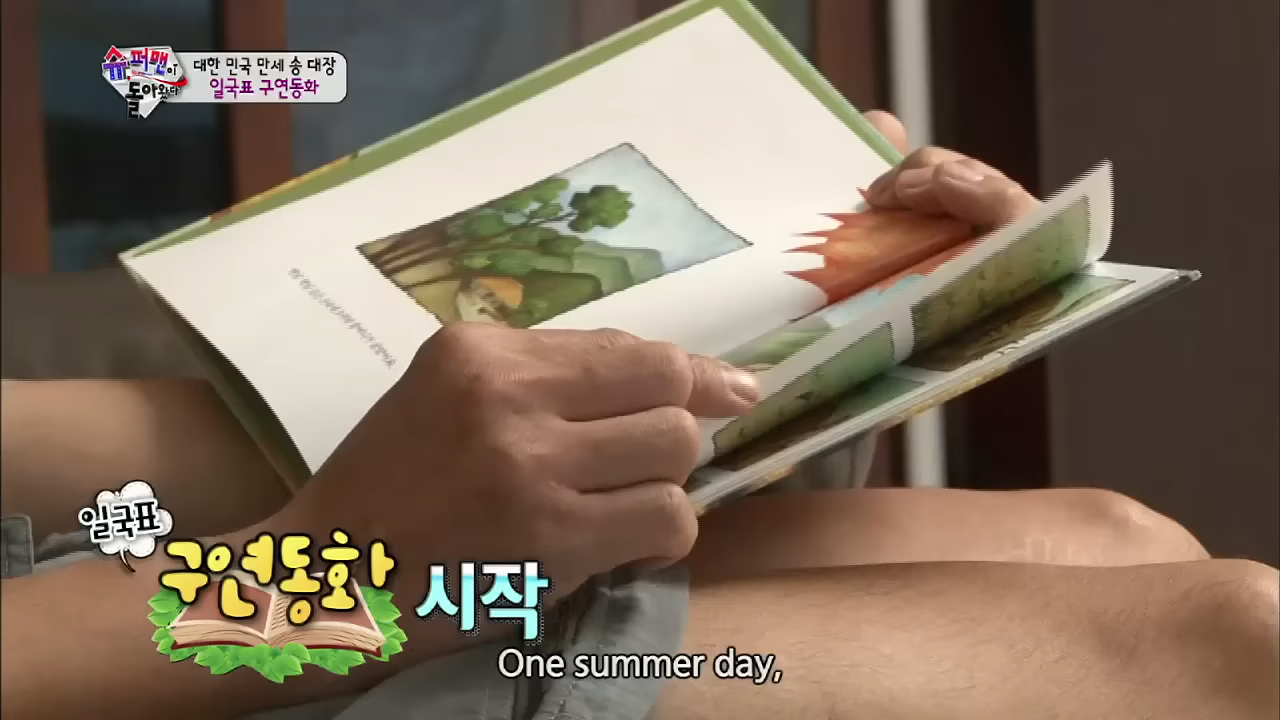 슈퍼맨이
돌아왔다
대한 민국 만세 송 대장
일국표 구연동화
일국표
구연동화 시작
One summer day,